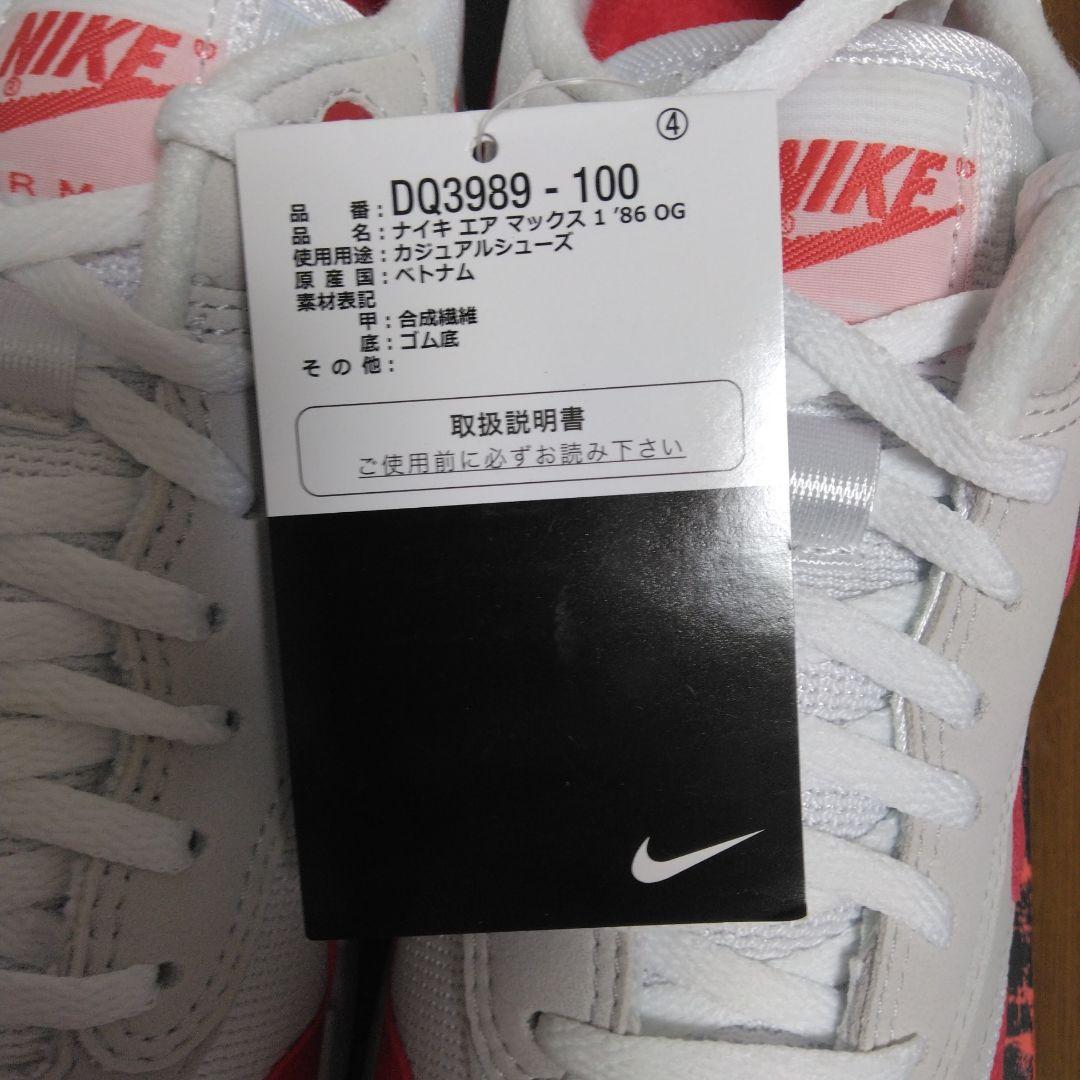 NIKE®
®
R M
NIKE®
®
④
品 番 : DQ3989 - 100
品 名 : ナイキ エア マックス 1 '86 OG
使用用途 : カジュアルシューズ
原 産 国 : ベトナム
素材表記
甲 : 合成繊維
底 : ゴム底
そ の 他 :
取扱説明書
ご使用前に必ずお読み下さい